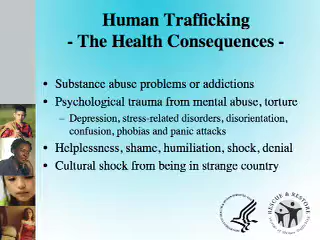 Human Trafficking
- The Health Consequences -
• Substance abuse problems or addictions
• Psychological trauma from mental abuse, torture
– Depression, stress-related disorders, disorientation,
confusion, phobias and panic attacks
• Helplessness, shame, humiliation, shock, denial
• Cultural shock from being in strange country
RESCUE & RESTORE